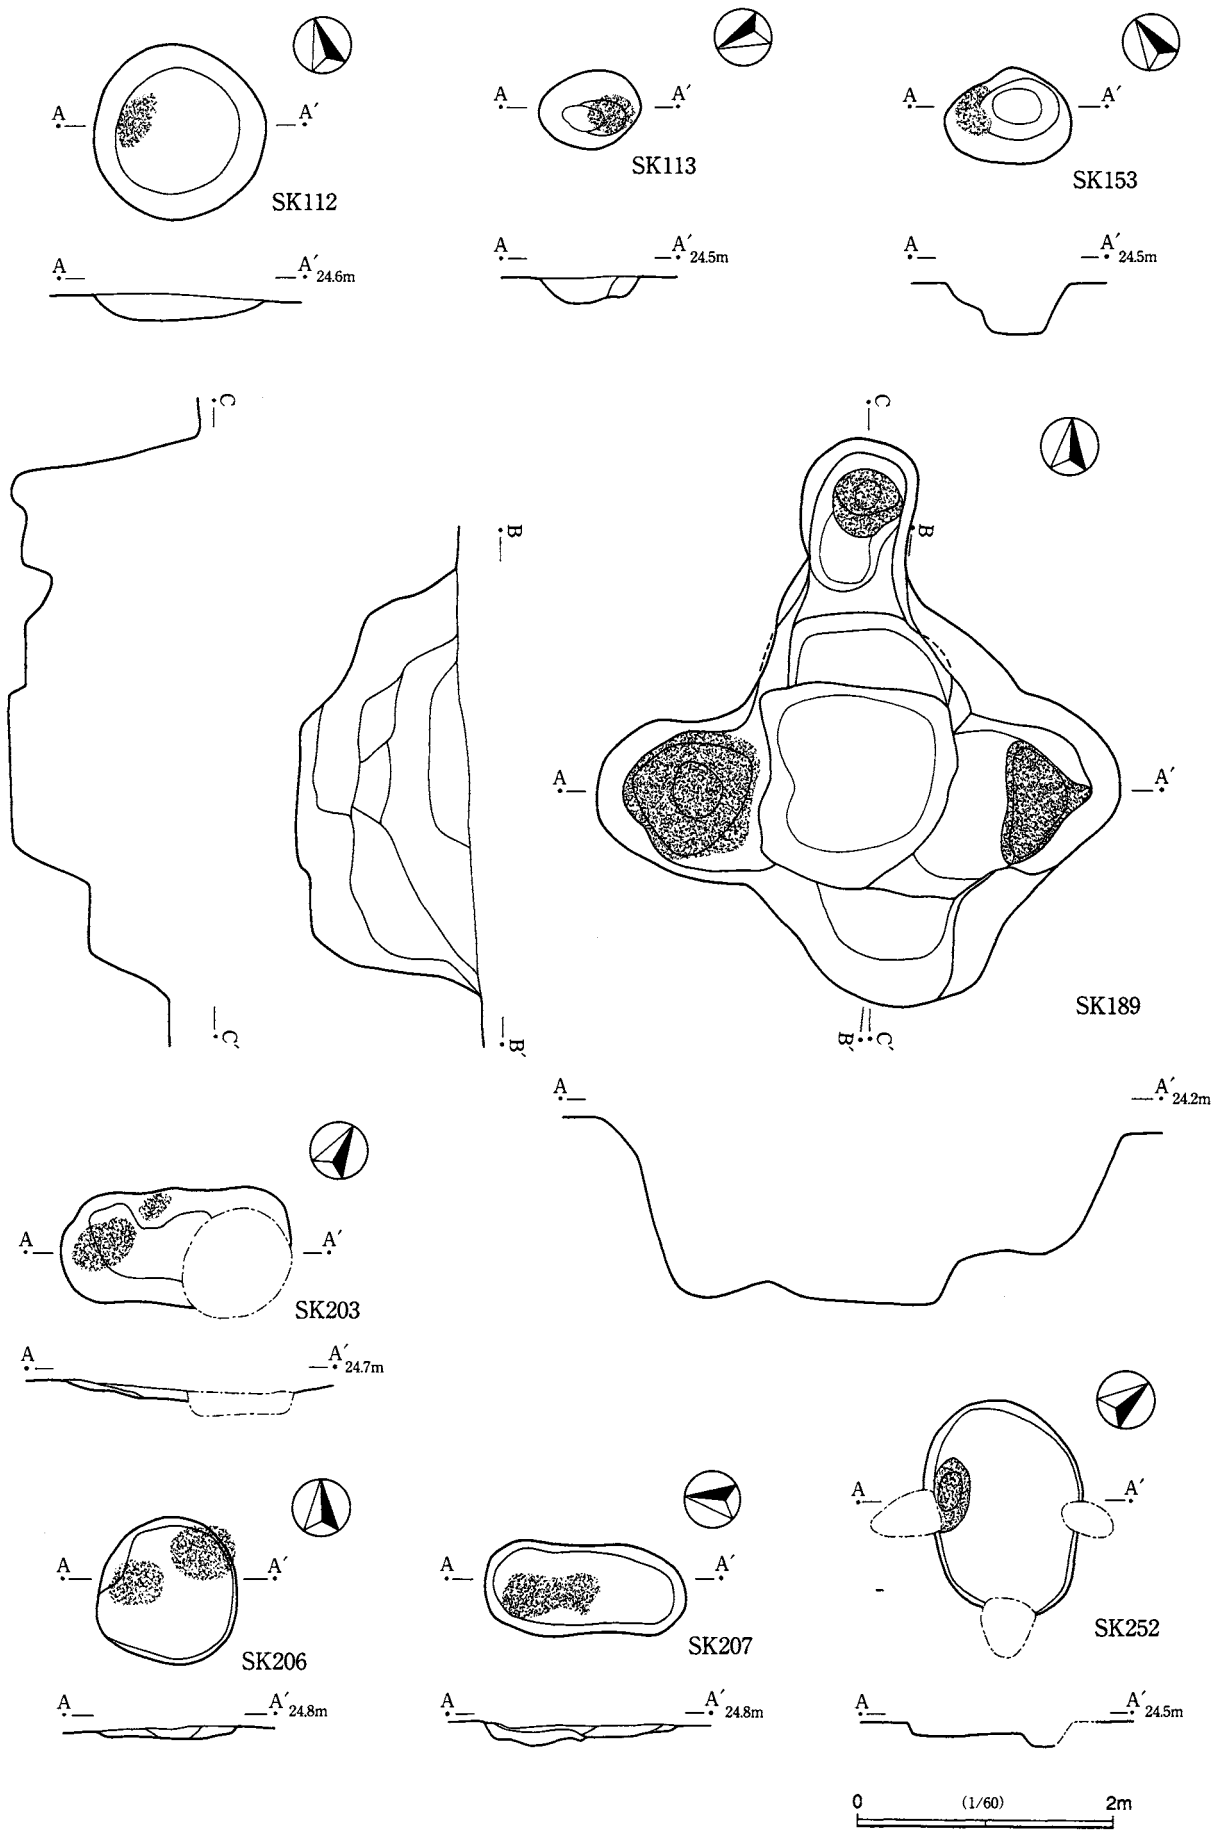 A A′
SK112
A A′ 24.6m
A A′
SK113
A A′ 24.5m
A A′
SK153
A A′ 24.5m
C
B
C
B
A A′
SK189
C′
B′
B′ C′
A A′ 24.2m
A A′
SK203
A A′ 24.7m
A A′
SK206
A A′ 24.8m
A A′
SK207
A A′ 24.8m
A A′
SK252
A A′ 24.5m
0 (1/60) 2m